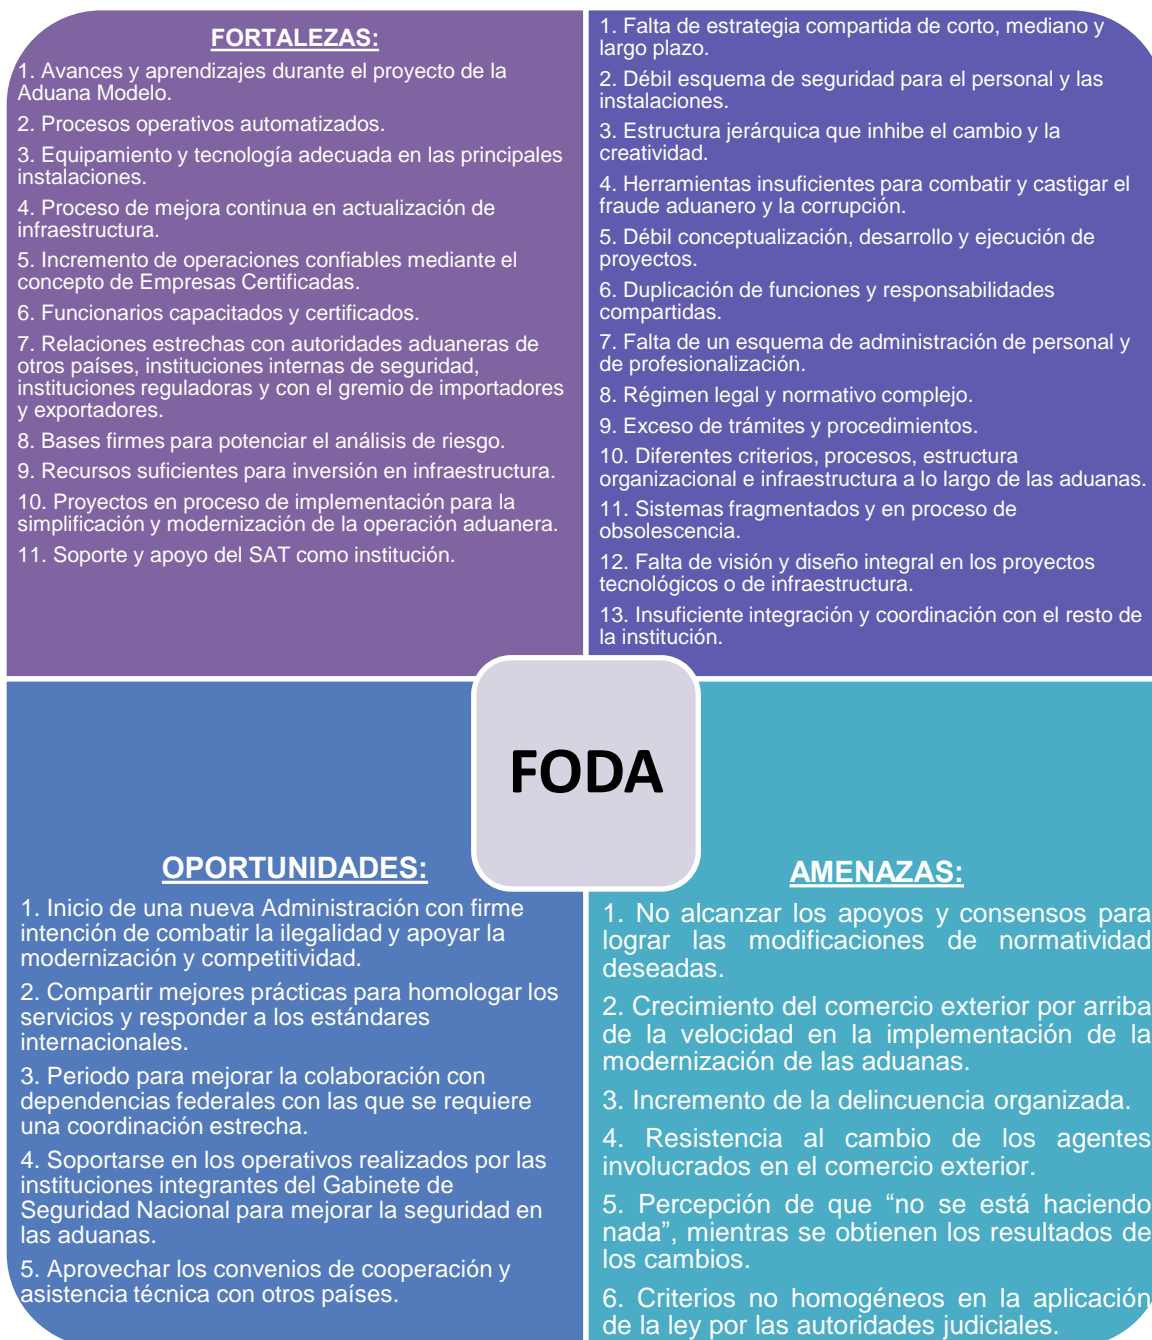 FORTALEZAS:
1. Avances y aprendizajes durante el proyecto de la
Aduana Modelo.
2. Procesos operativos automatizados.
3. Equipamiento y tecnología adecuada en las principales
instalaciones.
4. Proceso de mejora continua en actualización de
infraestructura.
5. Incremento de operaciones confiables mediante el
concepto de Empresas Certificadas.
6. Funcionarios capacitados y certificados.
7. Relaciones estrechas con autoridades aduaneras de
otros países, instituciones internas de seguridad,
instituciones reguladoras y con el gremio de importadores
y exportadores.
8. Bases firmes para potenciar el análisis de riesgo.
9. Recursos suficientes para inversión en infraestructura.
10. Proyectos en proceso de implementación para la
simplificación y modernización de la operación aduanera.
11. Soporte y apoyo del SAT como institución.
1. Falta de estrategia compartida de corto, mediano y
largo plazo.
2. Débil esquema de seguridad para el personal y las
instalaciones.
3. Estructura jerárquica que inhibe el cambio y la
creatividad.
4. Herramientas insuficientes para combatir y castigar el
fraude aduanero y la corrupción.
5. Débil conceptualización, desarrollo y ejecución de
proyectos.
6. Duplicación de funciones y responsabilidades
compartidas.
7. Falta de un esquema de administración de personal y
de profesionalización.
8. Régimen legal y normativo complejo.
9. Exceso de trámites y procedimientos.
10. Diferentes criterios, procesos, estructura
organizacional e infraestructura a lo largo de las aduanas.
11. Sistemas fragmentados y en proceso de
obsolescencia.
12. Falta de visión y diseño integral en los proyectos
tecnológicos o de infraestructura.
13. Insuficiente integración y coordinación con el resto de
la institución.
FODA
OPORTUNIDADES:
1. Inicio de una nueva Administración con firme
intención de combatir la ilegalidad y apoyar la
modernización y competitividad.
2. Compartir mejores prácticas para homologar los
servicios y responder a los estándares
internacionales.
3. Periodo para mejorar la colaboración con
dependencias federales con las que se requiere
una coordinación estrecha.
4. Soportarse en los operativos realizados por las
instituciones integrantes del Gabinete de
Seguridad Nacional para mejorar la seguridad en
las aduanas.
5. Aprovechar los convenios de cooperación y
asistencia técnica con otros países.
AMENAZAS:
1. No alcanzar los apoyos y consensos para
lograr las modificaciones de normatividad
deseadas.
2. Crecimiento del comercio exterior por arriba
de la velocidad en la implementación de la
modernización de las aduanas.
3. Incremento de la delincuencia organizada.
4. Resistencia al cambio de los agentes
involucrados en el comercio exterior.
5. Percepción de que “no se está haciendo
nada”, mientras se obtienen los resultados de
los cambios.
6. Criterios no homogéneos en la aplicación
de la ley por las autoridades judiciales.